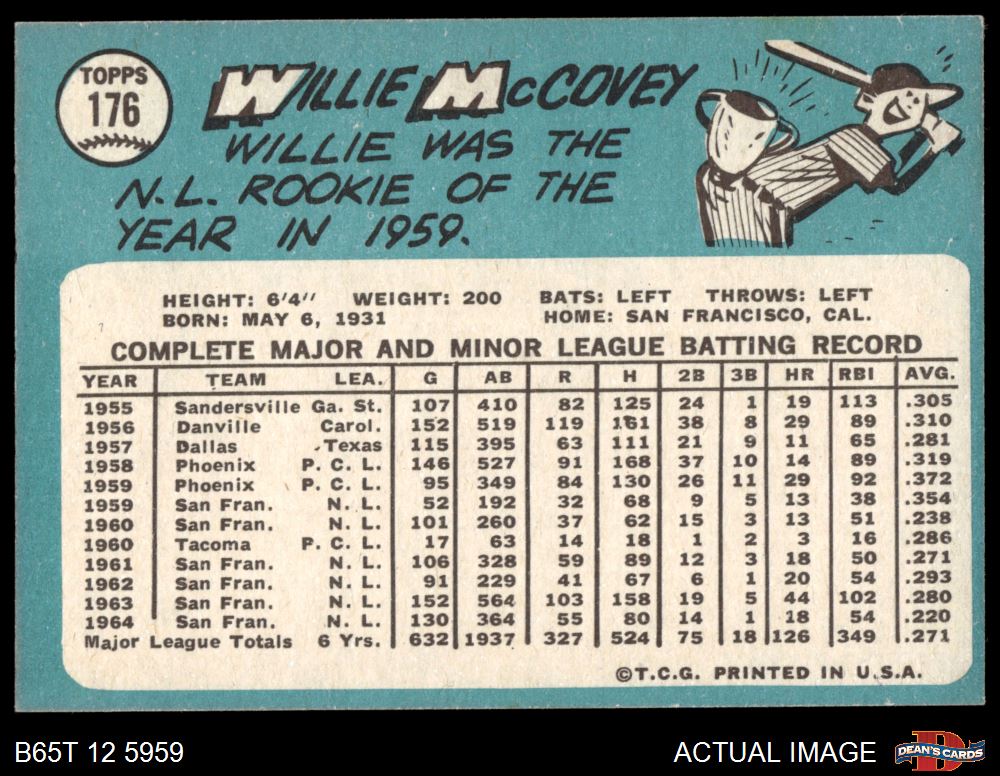 TOPPS
176
WILLIE McCOVEY
WILLIE WAS THE
N.L. ROOKIE OF THE
YEAR IN 1959.
HEIGHT: 6'4" WEIGHT: 200 BATS: LEFT THROWS: LEFT
BORN: MAY 6, 1931 HOME: SAN FRANCISCO, CAL.
COMPLETE MAJOR AND MINOR LEAGUE BATTING RECORD
YEAR TEAM LEA. G AB R H 2B 3B HR RBI AVG.
1955 Sandersville Ga. St. 107 410 82 125 24 1 19 113 .305
1956 Danville Carol. 152 519 119 161 38 8 29 89 .310
1957 Dallas Texas 115 395 63 111 21 9 11 65 .281
1958 Phoenix P. C. L. 146 527 91 168 37 10 14 89 .319
1959 Phoenix P. C. L. 95 349 84 130 26 11 29 92 .372
1959 San Fran. N. L. 52 192 32 68 9 5 13 38 .354
1960 San Fran. N. L. 101 260 37 62 15 3 13 51 .238
1960 Tacoma P. C. L. 17 63 14 18 1 2 3 16 .286
1961 San Fran. N. L. 106 328 59 89 12 3 18 50 .271
1962 San Fran. N. L. 91 229 41 67 6 1 20 54 .293
1963 San Fran. N. L. 152 564 103 158 19 5 44 102 .280
1964 San Fran. N. L. 130 364 55 80 14 1 18 54 .220
Major League Totals 6 Yrs. 632 1937 327 524 75 18 126 349 .271
©T.C.G. PRINTED IN U.S.A.
B65T 12 5959 ACTUAL IMAGE DEAN'S CARDS